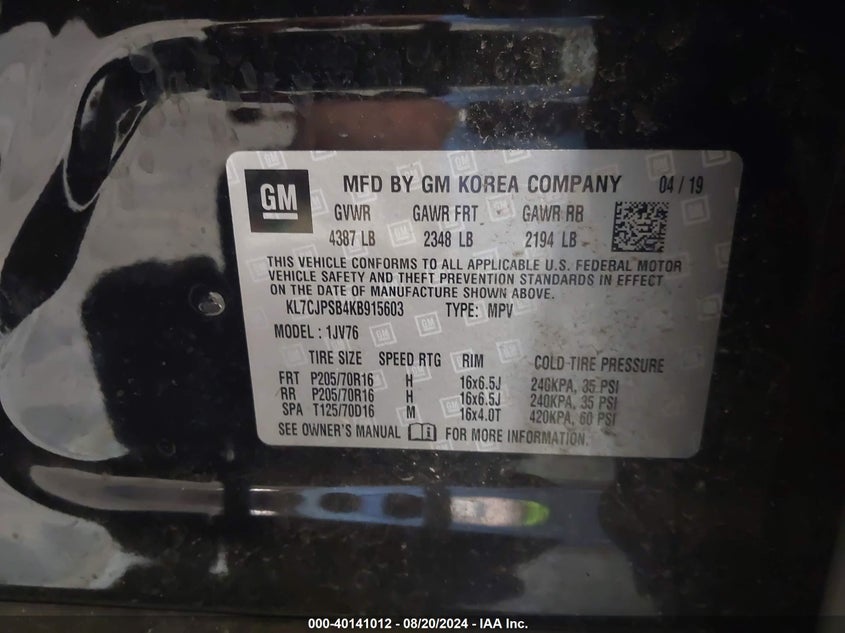 GM MFD BY GM KOREA COMPANY 04 / 19
GVWR GAWR FRT GAWR RR
4387 LB 2348 LB 2194 LB
THIS VEHICLE CONFORMS TO ALL APPLICABLE U.S. FEDERAL MOTOR
VEHICLE SAFETY AND THEFT PREVENTION STANDARDS IN EFFECT
ON THE DATE OF MANUFACTURE SHOWN ABOVE.
KL7CJPSB4KB915603 TYPE: MPV
MODEL : 1JV76
TIRE SIZE SPEED RTG RIM COLD TIRE PRESSURE
FRT P205/70R16 H 16x6.5J 240KPA, 35 PSI
RR P205/70R16 H 16x6.5J 240KPA, 35 PSI
SPA T125/70D16 M 16x4.0T 420KPA, 60 PSI
SEE OWNER'S MANUAL FOR MORE INFORMATION.
000-40141012 - 08/20/2024 - IAA Inc.